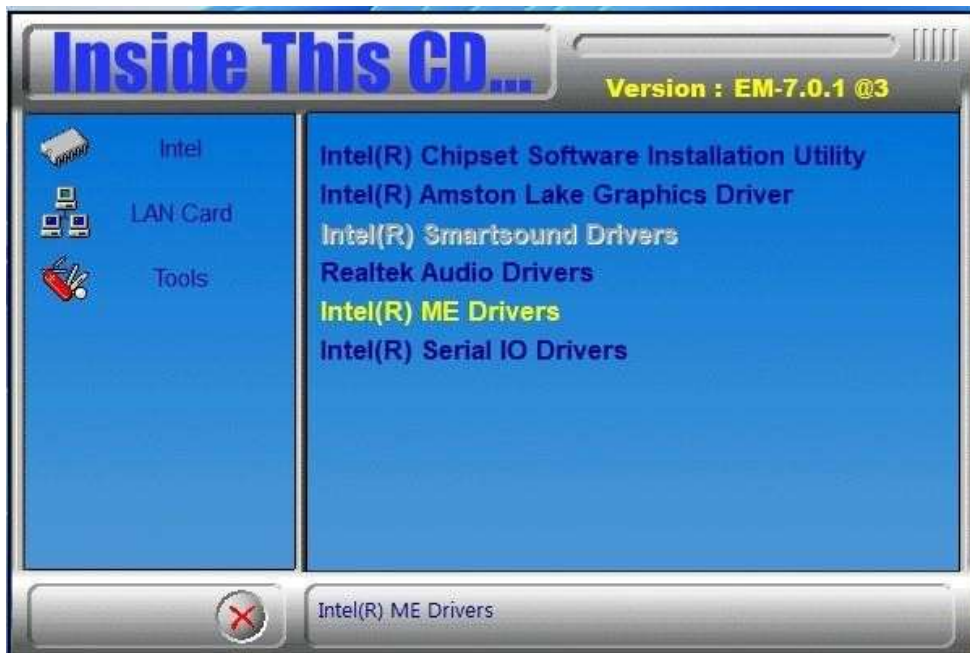 Inside This CD...
Version : EM-7.0.1 @3
Intel
LAN Card
Tools
Intel(R) Chipset Software Installation Utility
Intel(R) Amston Lake Graphics Driver
Intel(R) Smartsound Drivers
Realtek Audio Drivers
Intel(R) ME Drivers
Intel(R) Serial IO Drivers
Intel(R) ME Drivers